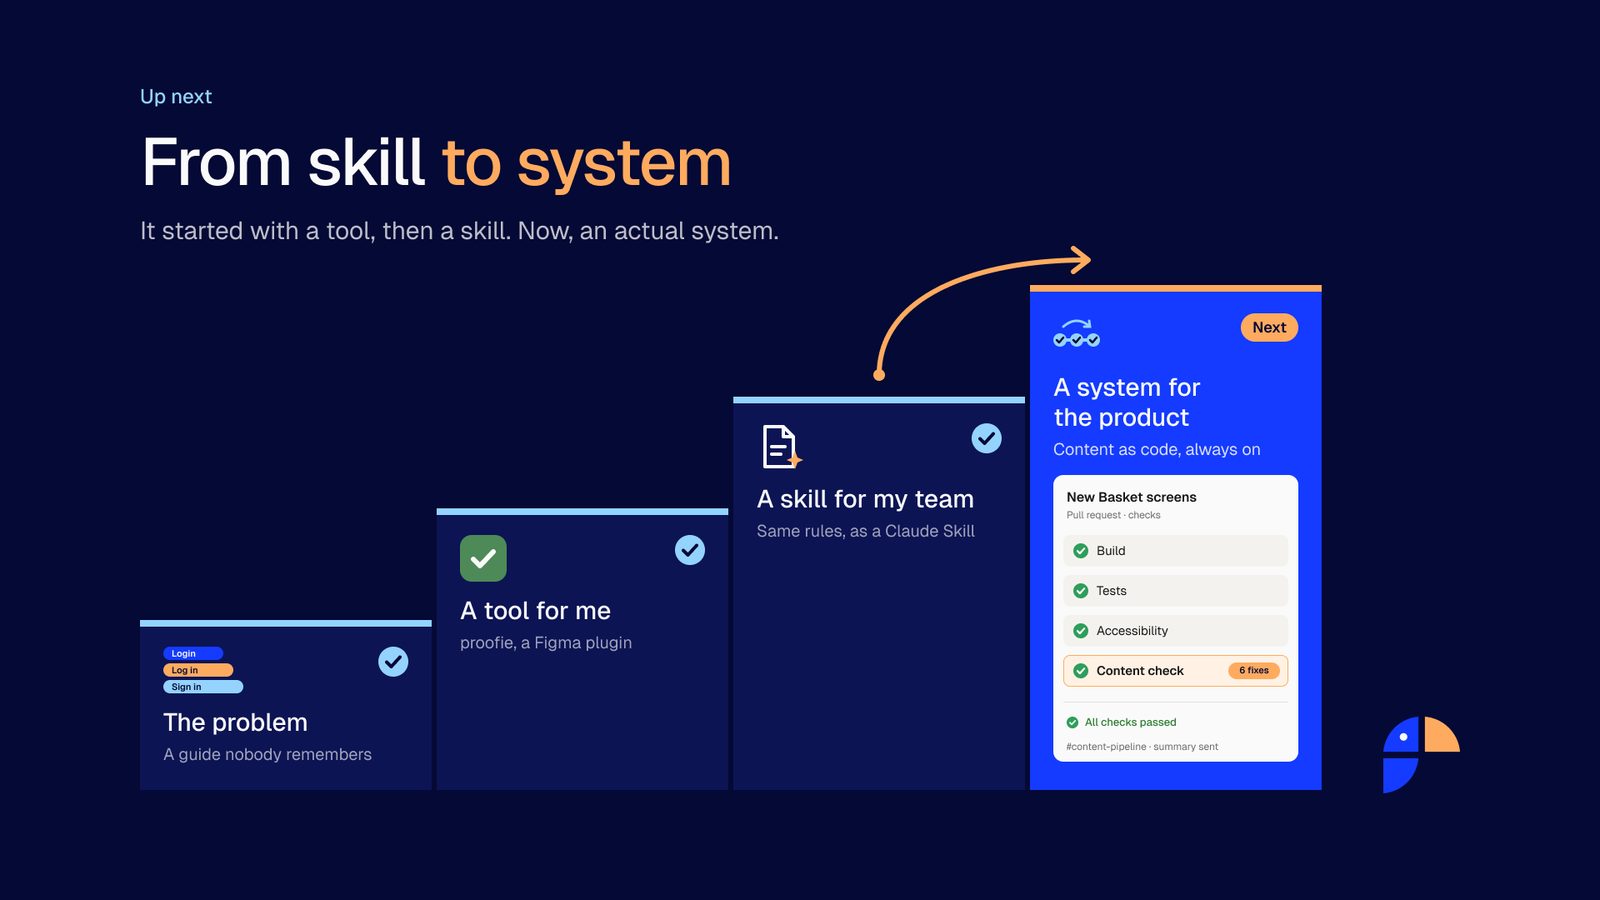 Up next
From skill to system
It started with a tool, then a skill. Now, an actual system.
Login
Log in
Sign in
The problem
A guide nobody remembers
A tool for me
proofie, a Figma plugin
A skill for my team
Same rules, as a Claude Skill
Next
A system for
the product
Content as code, always on
New Basket screens
Pull request · checks
Build
Tests
Accessibility
Content check 6 fixes
All checks passed
#content-pipeline · summary sent